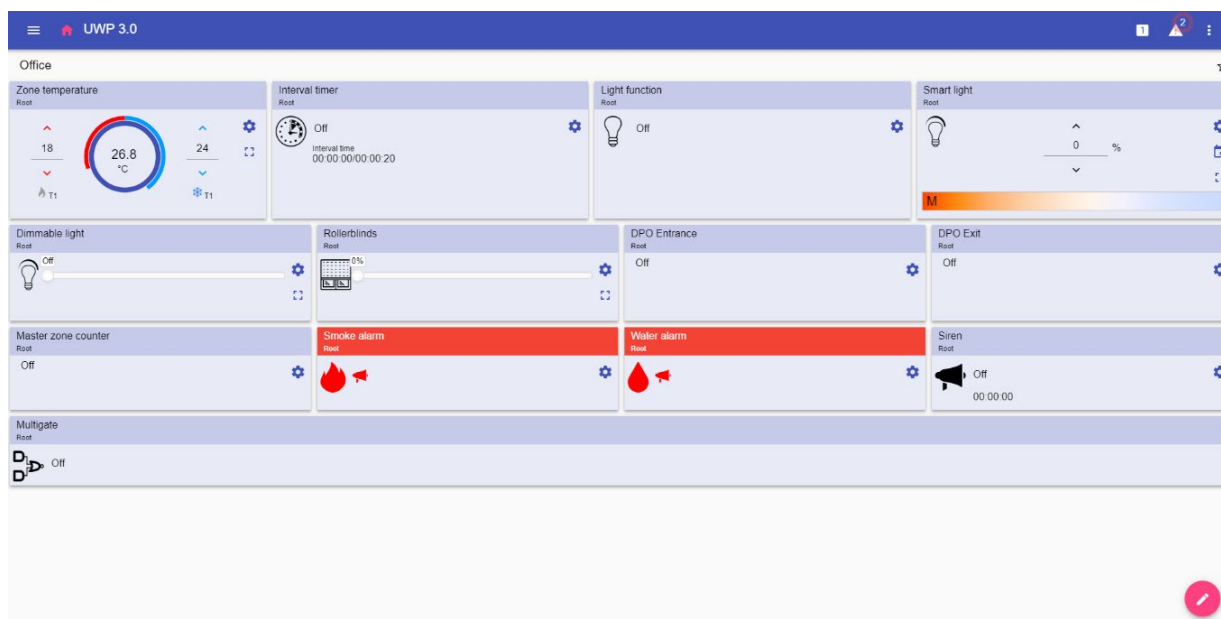 UWP 3.0
1
2
Office
Zone temperature
Root
18
26.8
°C
24
T1
T1
Interval timer
Root
Off
Interval time
00:00:00/00:00:20
Light function
Root
Off
Smart light
Root
0
%
M
Dimmable light
Root
Off
Rollerblinds
Root
0%
DPO Entrance
Root
Off
DPO Exit
Root
Off
Master zone counter
Root
Off
Smoke alarm
Root
Water alarm
Root
Siren
Root
Off
00:00:00
Multigate
Root
Off